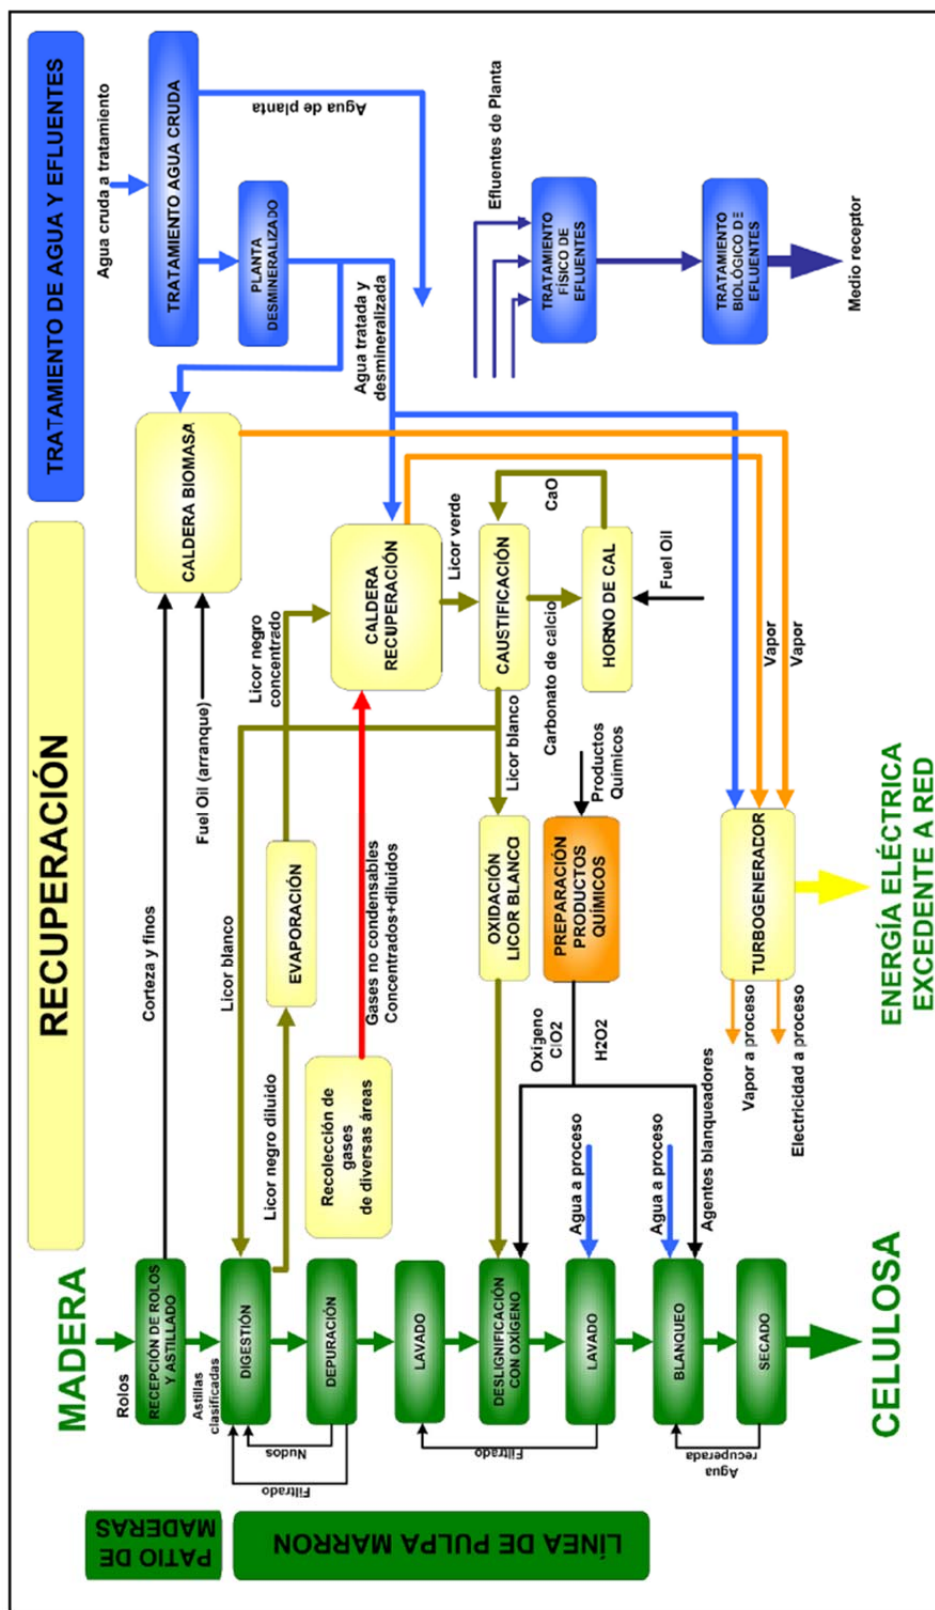 TRATAMIENTO DE AGUA Y EFLUENTES
Agua cruda a tratamiento
TRATAMIENTO AGUA CRUDA
Agua de planta
PLANTA
DESMINERALIZADO
Agua tratada y
desmineralizada
Efluentes de Planta
TRATAMIENTO
FÍSICO DE
EFLUENTES
TRATAMIENTO
BIOLÓGICO DE
EFLUENTES
Medio receptor
RECUPERACIÓN
CALDERA BIOMASA
Corteza y finos
Fuel Oil (arranque)
Licor negro
concentrado
CALDERA
RECUPERACIÓN
Licor verde
CAUSTIFICACIÓN
CaO
Carbonato de calcio
HORNO DE CAL
Fuel Oil
Licor blanco
Licor blanco
EVAPORACIÓN
Licor negro diluido
Gases no condensables
Concentrados+diluidos
Recolección de
gases
de diversas áreas
OXIDACIÓN
LICOR BLANCO
Productos
Químicos
PREPARACIÓN
PRODUCTOS
QUÍMICOS
Oxígeno
ClO2
H2O2
Vapor
Vapor
TURBOGENERADOR
Vapor a proceso
Electricidad a proceso
ENERGÍA ELÉCTRICA
EXCEDENTE A RED
Agua a proceso
Agua a proceso
Agentes blanqueadores
MADERA
Rolos
RECEPCIÓN DE ROLOS
Y ASTILLADO
Astillas
clasificadas
DIGESTIÓN
DEPURACIÓN
Nudos
Filtrado
LAVADO
DESLIGNIFICACIÓN
CON OXÍGENO
LAVADO
Filtrado
BLANQUEO
SECADO
Agua
recuperada
CELULOSA
PATIO DE
MADERAS
LÍNEA DE PULPA MARRON